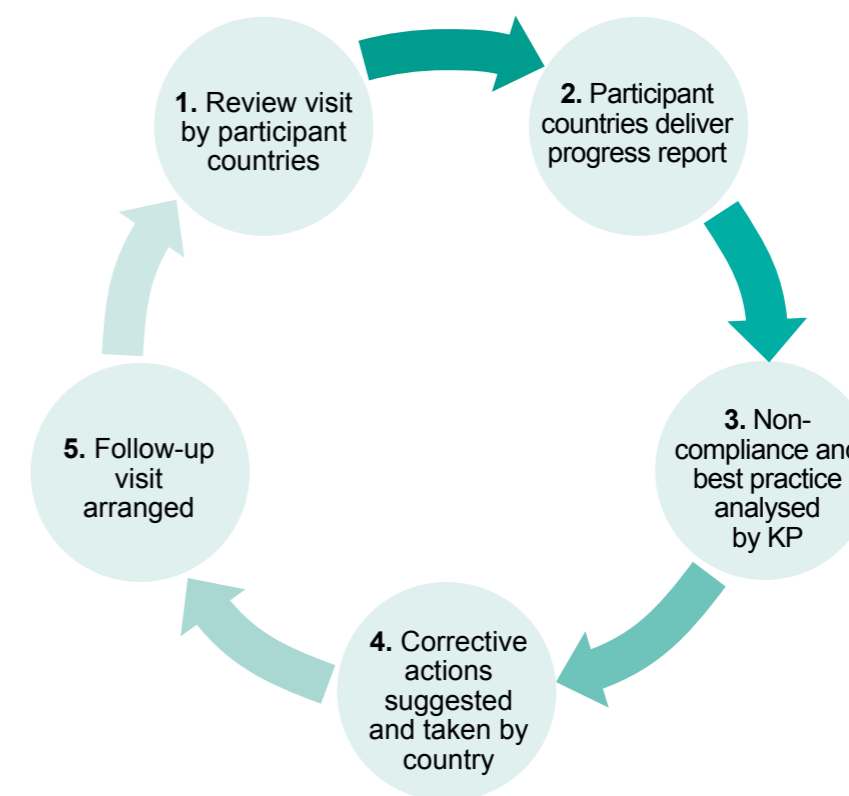 1. Review visit
by participant
countries
2. Participant
countries deliver
progress report
3. Non-
compliance and
best practice
analysed
by KP
4. Corrective
actions
suggested
and taken by
country
5. Follow-up
visit
arranged